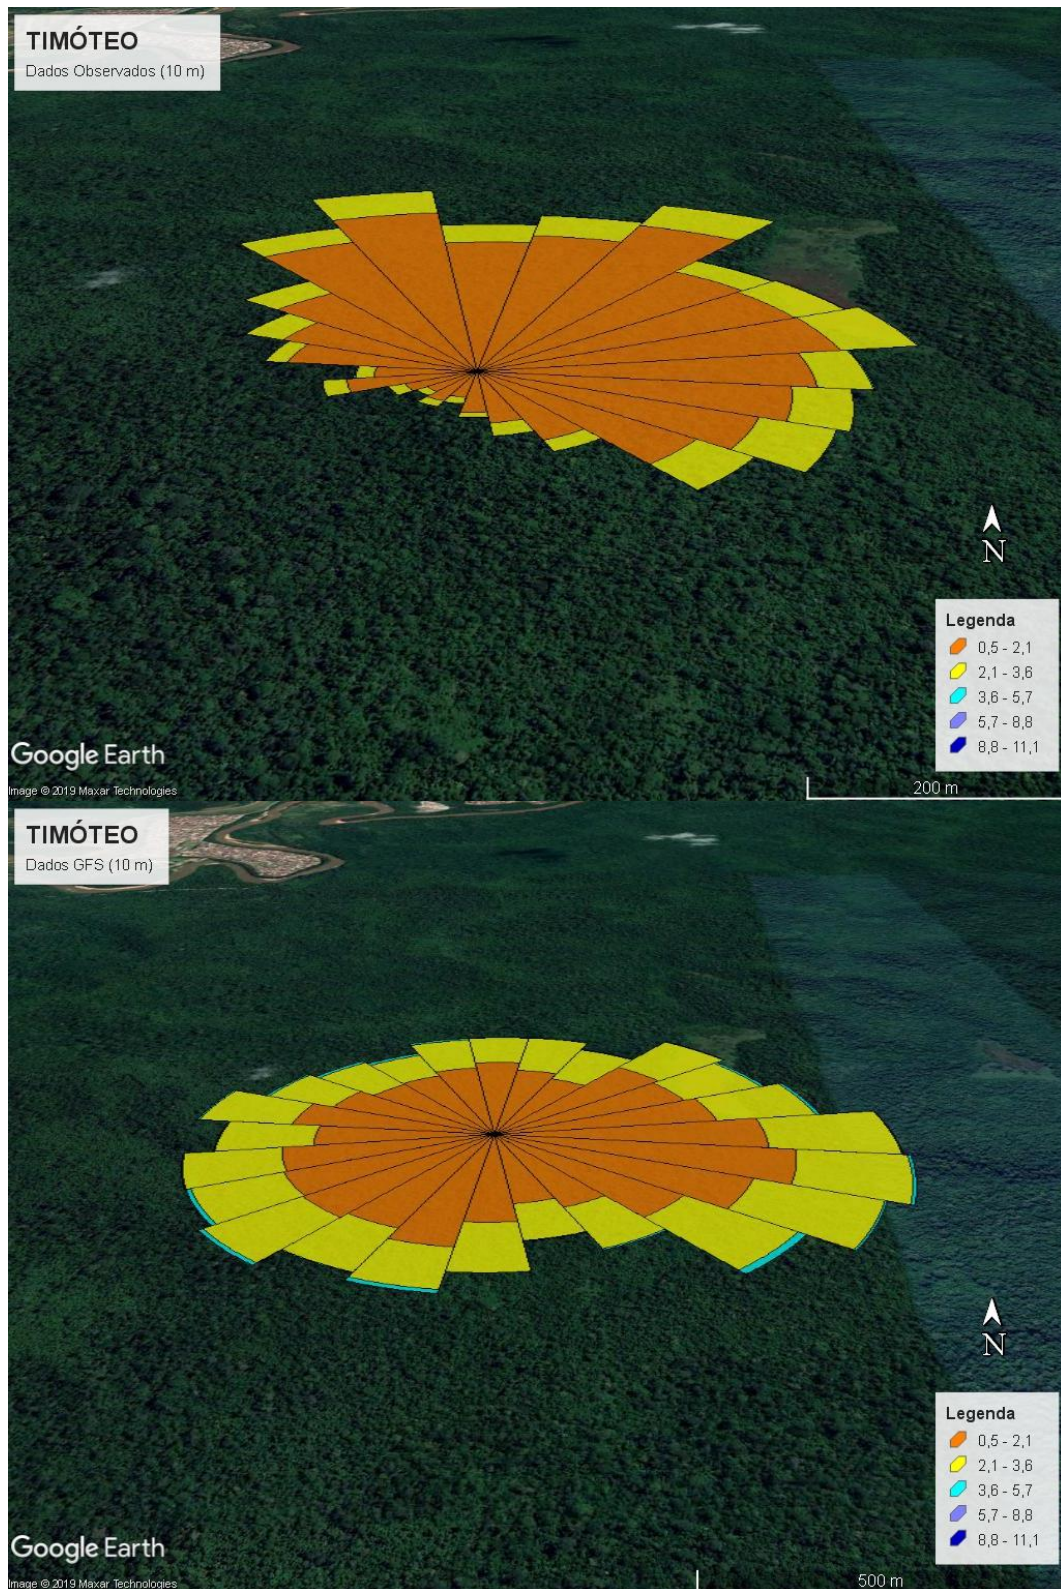 TIMÓTEO
Dados Observados (10 m)
N
Legenda
0,5 - 2,1
2,1 - 3,6
3,6 - 5,7
5,7 - 8,8
8,8 - 11,1
Google Earth
Image © 2019 Maxar Technologies
200 m
TIMÓTEO
Dados GFS (10 m)
N
Legenda
0,5 - 2,1
2,1 - 3,6
3,6 - 5,7
5,7 - 8,8
8,8 - 11,1
Google Earth
Image © 2019 Maxar Technologies
500 m